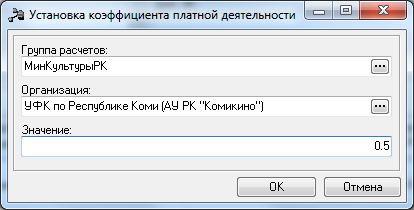 Установка коэффициента платной деятельности
Группа расчетов:
МинКультурыРК
Организация:
УФК по Республике Коми (АУ РК "Комикино")
Значение:
0.5
OK
Отмена